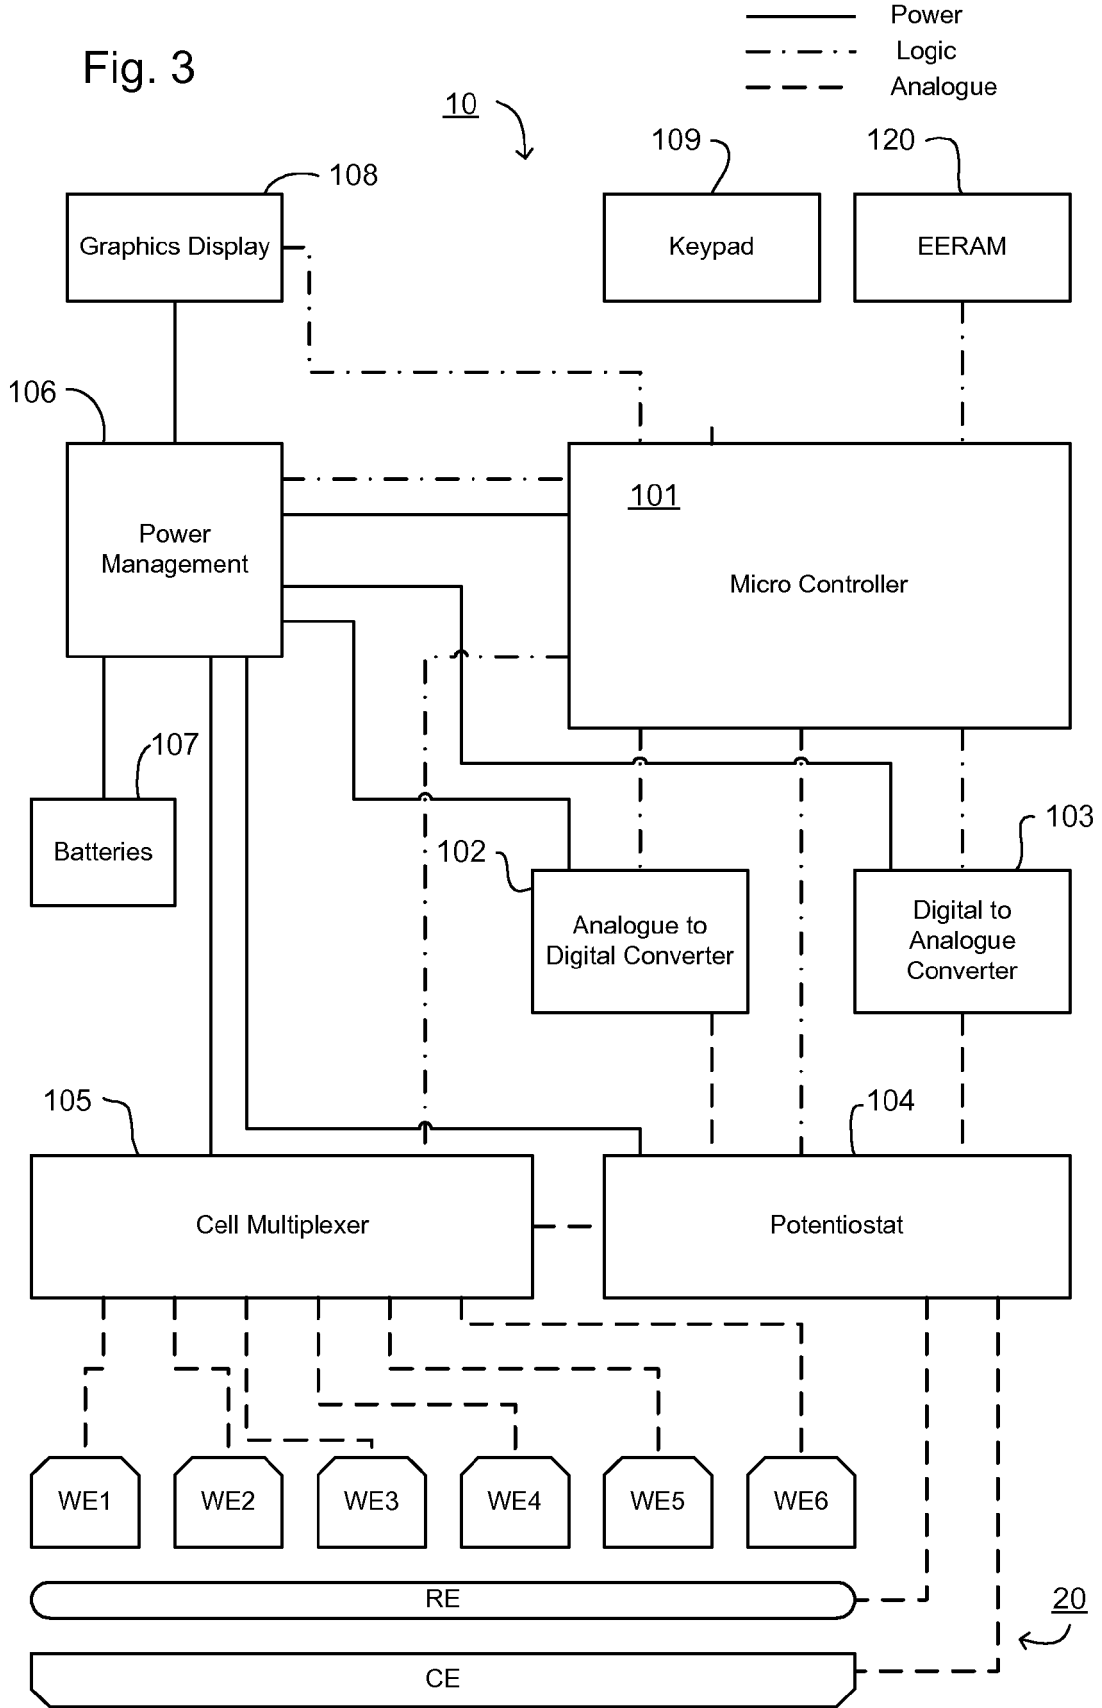 Power
Logic
Analogue
Fig. 3
10
109
120
108
Graphics Display
Keypad
EERAM
106
101
Power
Management
Micro Controller
107
Batteries
102
103
Analogue to
Digital Converter
Digital to
Analogue
Converter
105
104
Cell Multiplexer
Potentiostat
WE1
WE2
WE3
WE4
WE5
WE6
RE
20
CE